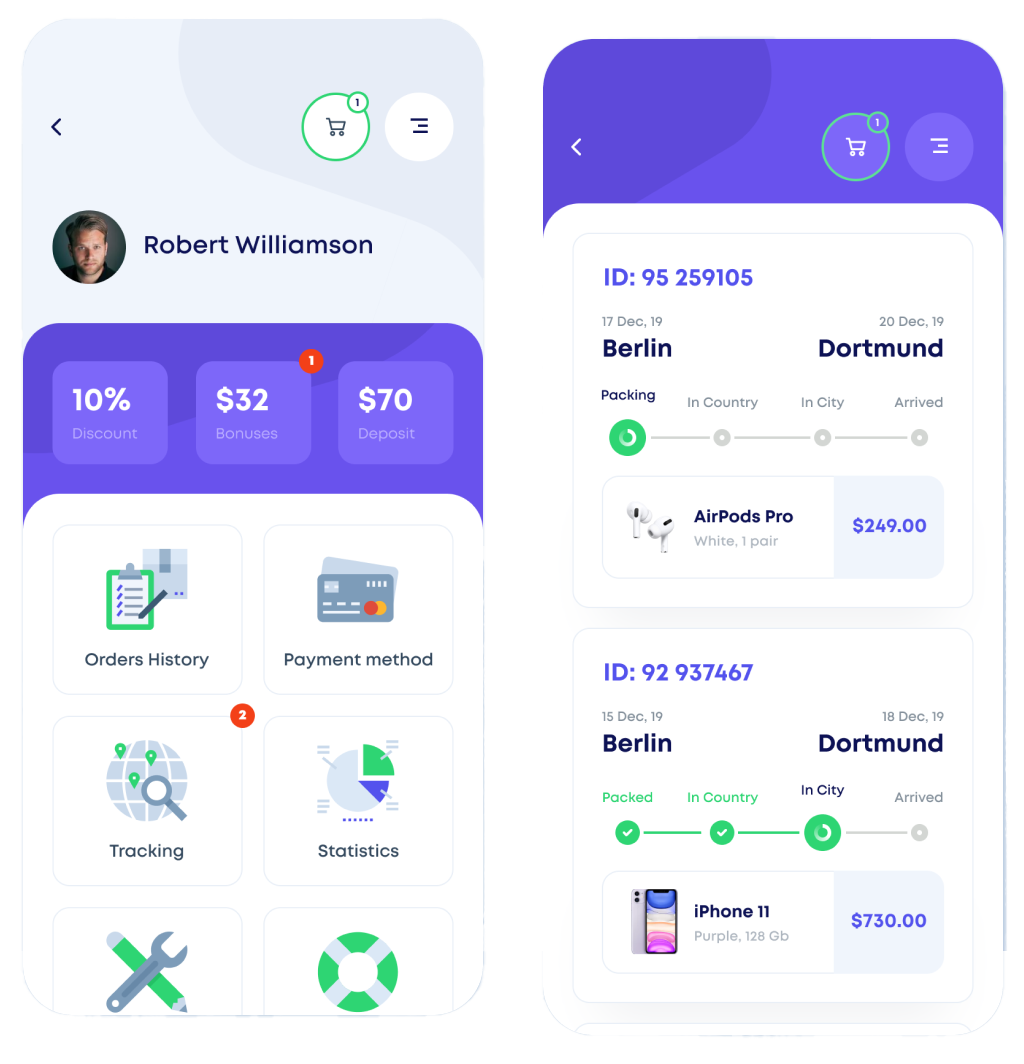 1
Robert Williamson
1
10%
$32
$70
Discount
Bonuses
Deposit
Orders History
Payment method
2
Tracking
Statistics
1
ID: 95 259105
17 Dec, 19
20 Dec, 19
Berlin
Dortmund
Packing
In Country
In City
Arrived
AirPods Pro
White, 1 pair
$249.00
ID: 92 937467
15 Dec, 19
18 Dec, 19
Berlin
Dortmund
Packed
In Country
In City
Arrived
iPhone 11
Purple, 128 Gb
$730.00